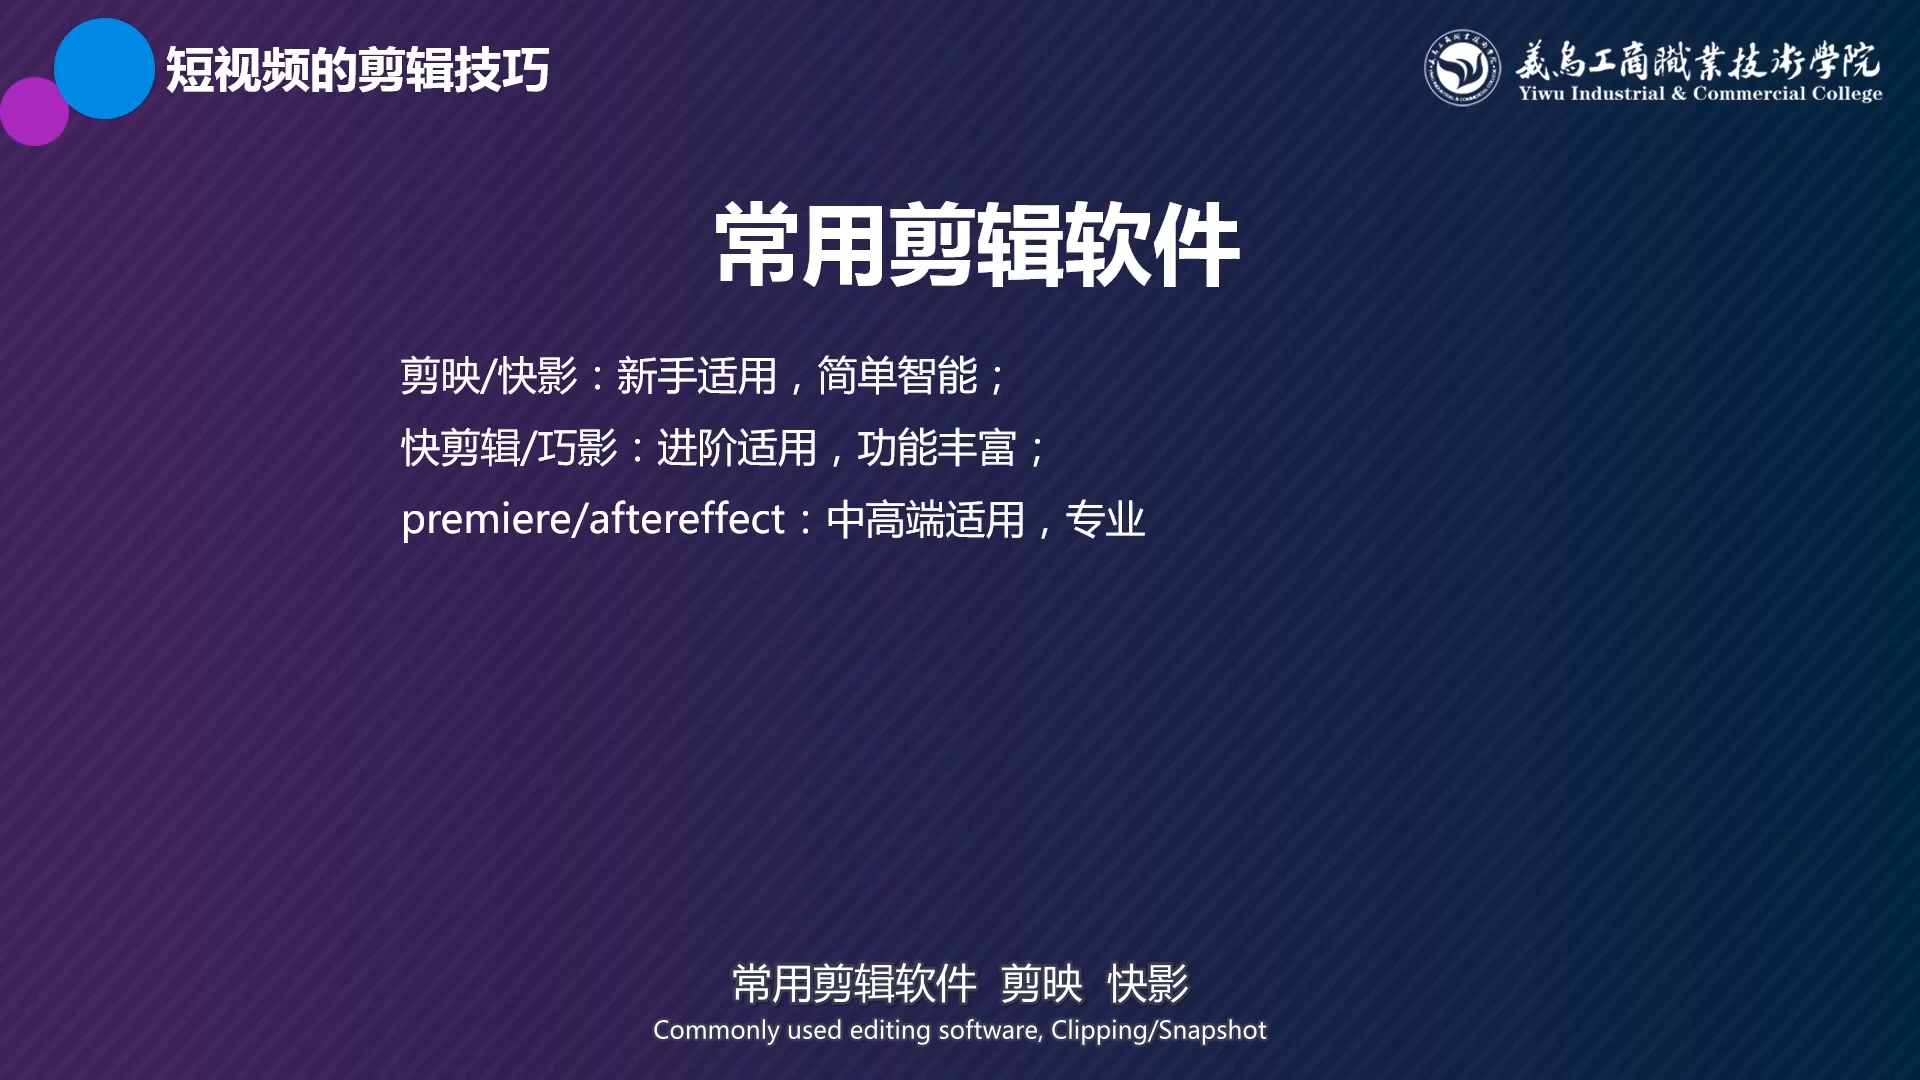 短视频的剪辑技巧
義烏工商職業技術學院
Yiwu Industrial & Commercial College
常用剪辑软件
剪映/快影：新手适用，简单智能；
快剪辑/巧影：进阶适用，功能丰富；
premiere/aftereffect：中高端适用，专业
常用剪辑软件 剪映 快影
Commonly used editing software, Clipping/Snapshot